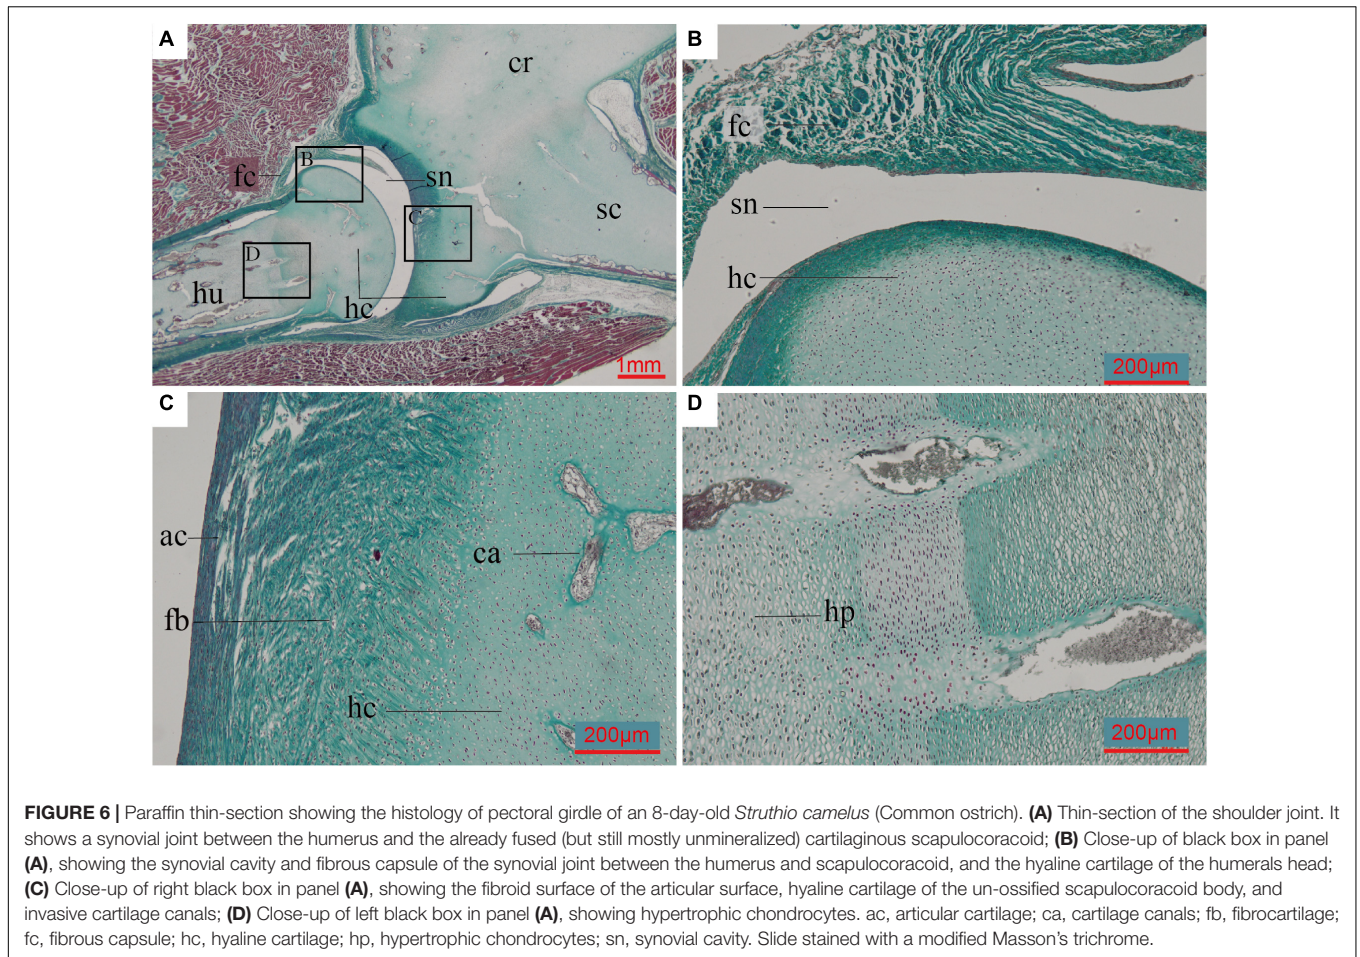 A
cr
B
fc
fc
B
sn
sn
C
sc
D
hc
hu
hc
1mm
200µm
C
D
ac
ca
fb
hp
hc
200µm
200µm
FIGURE 6 | Paraffin thin-section showing the histology of pectoral girdle of an 8-day-old Struthio camelus (Common ostrich). (A) Thin-section of the shoulder joint. It
shows a synovial joint between the humerus and the already fused (but still mostly unmineralized) cartilaginous scapulocoracoid; (B) Close-up of black box in panel
(A), showing the synovial cavity and fibrous capsule of the synovial joint between the humerus and scapulocoracoid, and the hyaline cartilage of the humerals head;
(C) Close-up of right black box in panel (A), showing the fibroid surface of the articular surface, hyaline cartilage of the un-ossified scapulocoracoid body, and
invasive cartilage canals; (D) Close-up of left black box in panel (A), showing hypertrophic chondrocytes. ac, articular cartilage; ca, cartilage canals; fb, fibrocartilage;
fc, fibrous capsule; hc, hyaline cartilage; hp, hypertrophic chondrocytes; sn, synovial cavity. Slide stained with a modified Masson's trichrome.